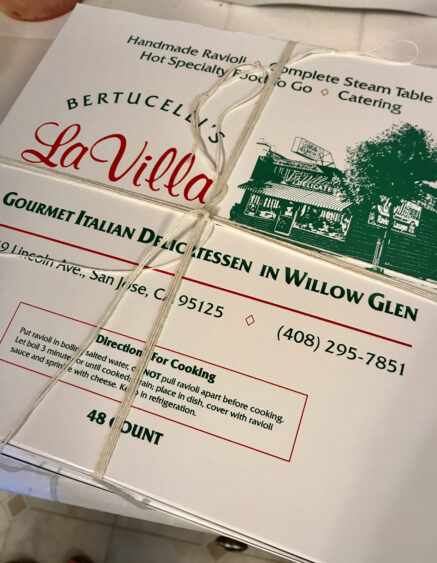 Handmade Ravioli Complete Steam Table
Hot Specialty Food To Go ◇ Catering
BERTUCELLI'S
La Villa
GOURMET ITALIAN DELICATESSEN IN WILLOW GLEN
Lincoln Ave., San Jose, CA 95125 ◇ (408) 295-7851
Directions For Cooking
Put ravioli in boiling salted water, do NOT pull ravioli apart before cooking.
Let boil 3 minutes or until cooked; drain; place in dish, cover with ravioli
sauce and sprinkle with cheese. Keep in refrigeration.
48 COUNT